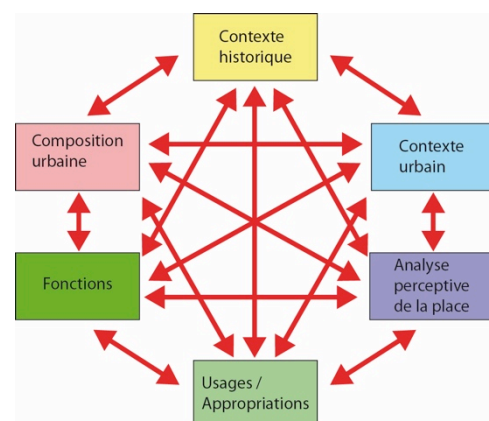 Contexte
historique
Composition
urbaine
Contexte
urbain
Fonctions
Analyse
perceptive
de la place
Usages /
Appropriations